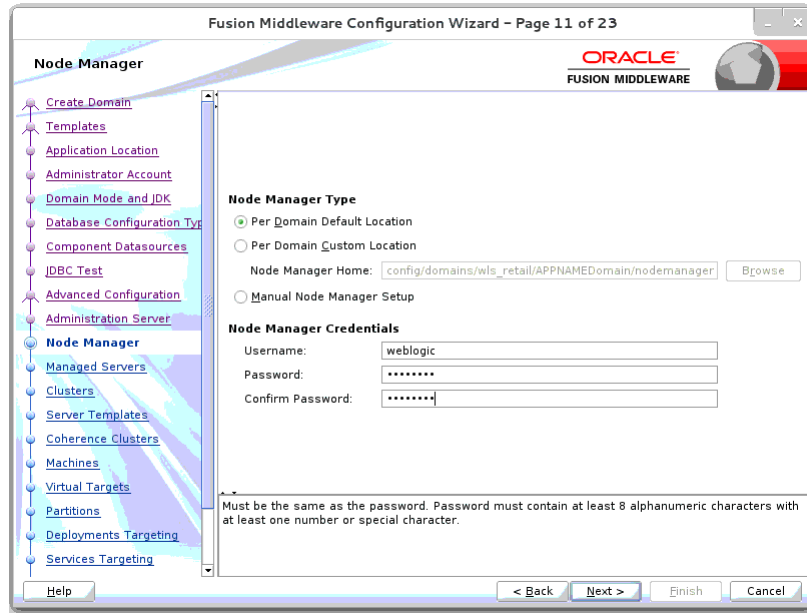 Fusion Middleware Configuration Wizard - Page 11 of 23
Node Manager
ORACLE
FUSION MIDDLEWARE
Create Domain
Templates
Application Location
Administrator Account
Domain Mode and JDK
Database Configuration Typ
Component Datasources
JDBC Test
Advanced Configuration
Administration Server
Node Manager
Managed Servers
Clusters
Server Templates
Coherence Clusters
Machines
Virtual Targets
Partitions
Deployments Targeting
Services Targeting
Node Manager Type
Per Domain Default Location
Per Domain Custom Location
Node Manager Home: config/domains/wls_retail/APPNAMEDomain/nodemanager Browse
Manual Node Manager Setup
Node Manager Credentials
Username: weblogic
Password: ••••••••
Confirm Password: ••••••••
Must be the same as the password. Password must contain at least 8 alphanumeric characters with
at least one number or special character.
Help < Back Next > Finish Cancel